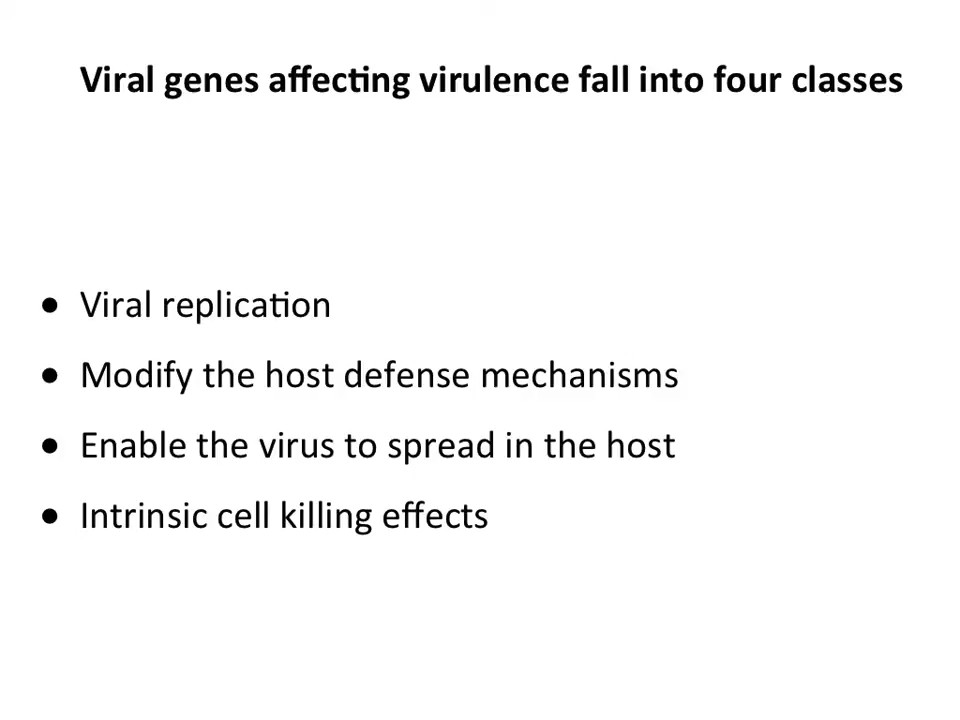 Viral genes affecting virulence fall into four classes
• Viral replication
• Modify the host defense mechanisms
• Enable the virus to spread in the host
• Intrinsic cell killing effects